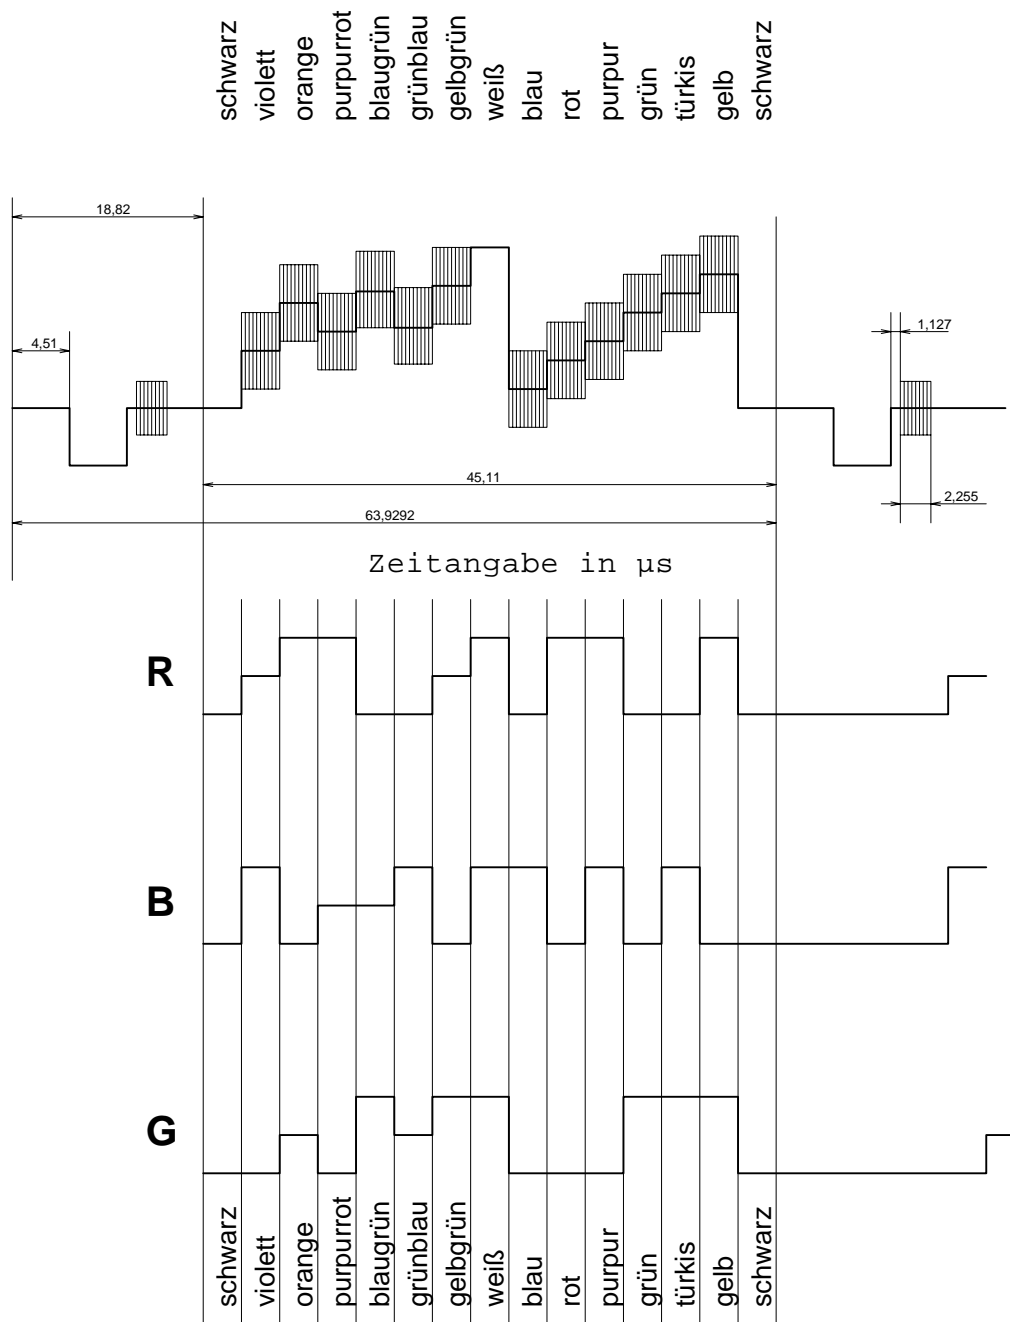 schwarz
violett
orange
purpurrot
blaugrün
grünblau
gelbgrün
weiß
blau
rot
purpur
grün
türkis
gelb
schwarz
18,82
4,51
1,127
45,11
2,255
63,9292
Zeitangabe in µs
R
B
G
schwarz
violett
orange
purpurrot
blaugrün
grünblau
gelbgrün
weiß
blau
rot
purpur
grün
türkis
gelb
schwarz